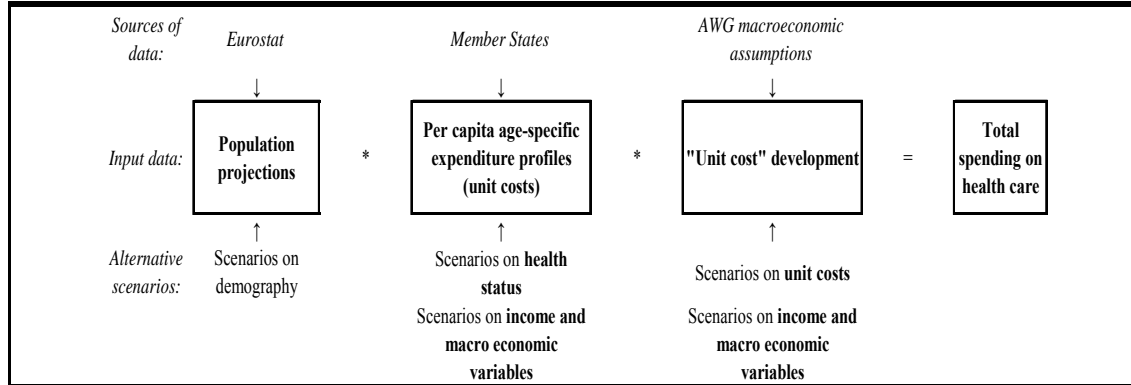 Sources of
data:
Eurostat
Member States
AWG macroeconomic
assumptions
↓ ↓ ↓
Input data:
Population
projections
*
Per capita age-specific
expenditure profiles
(unit costs)
*
"Unit cost" development
=
Total
spending on
health care
↑ ↑ ↑
Alternative
scenarios:
Scenarios on
demography
Scenarios on health
status
Scenarios on income and
macro economic
variables
Scenarios on unit costs
Scenarios on income and
macro economic
variables